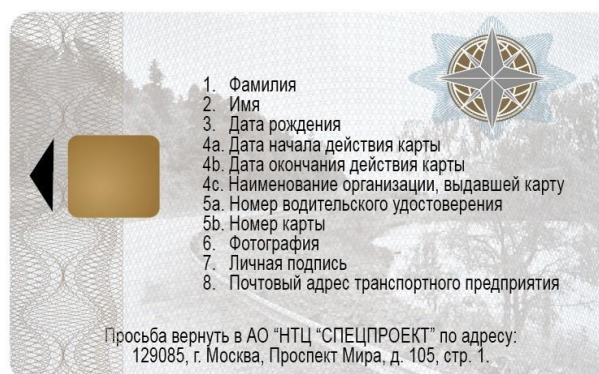 1. Фамилия
2. Имя
3. Дата рождения
4a. Дата начала действия карты
4b. Дата окончания действия карты
4c. Наименование организации, выдавшей карту
5a. Номер водительского удостоверения
5b. Номер карты
6. Фотография
7. Личная подпись
8. Почтовый адрес транспортного предприятия
Просьба вернуть в АО “НТЦ “СПЕЦПРОЕКТ” по адресу:
129085, г. Москва, Проспект Мира, д. 105, стр. 1.